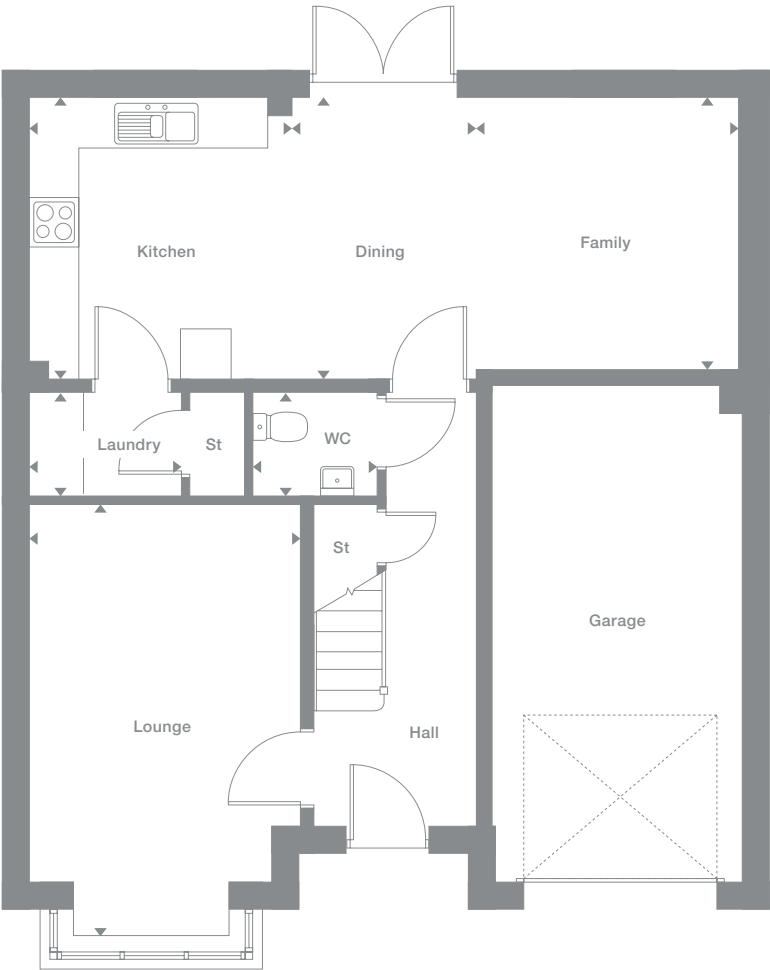 Kitchen
Dining
Family
Laundry
St
WC
St
Garage
Lounge
Hall